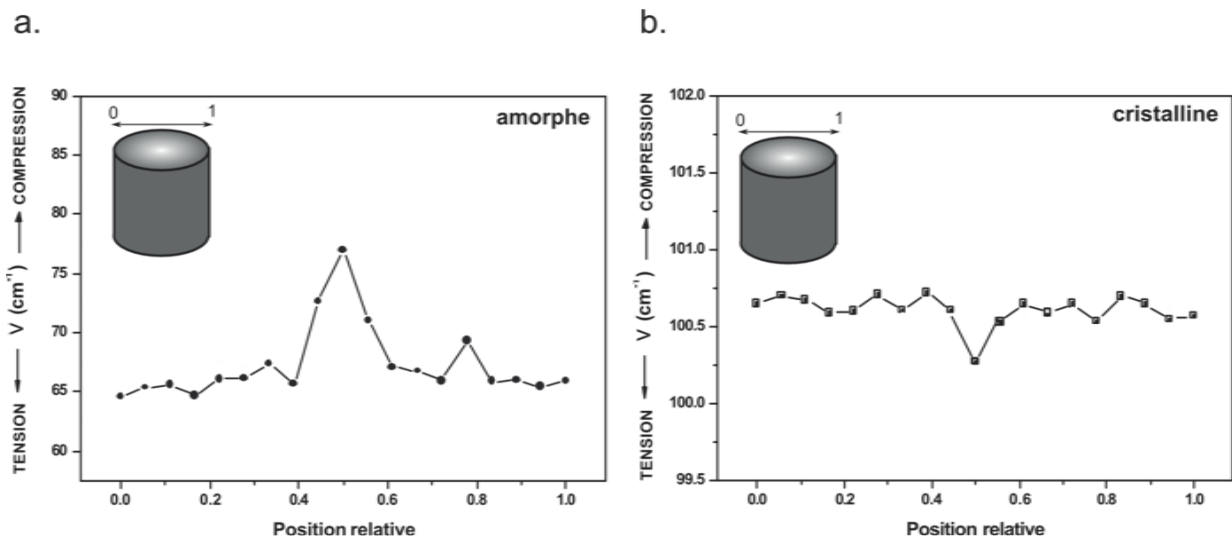 a.
amorphe
0 1
90
85
80
75
70
65
60
TENSION ← V (cm⁻¹) → COMPRESSION
0.0 0.2 0.4 0.6 0.8 1.0
Position relative
b.
cristalline
0 1
102.0
101.5
101.0
100.5
100.0
99.5
TENSION ← V (cm⁻¹) → COMPRESSION
0.0 0.2 0.4 0.6 0.8 1.0
Position relative